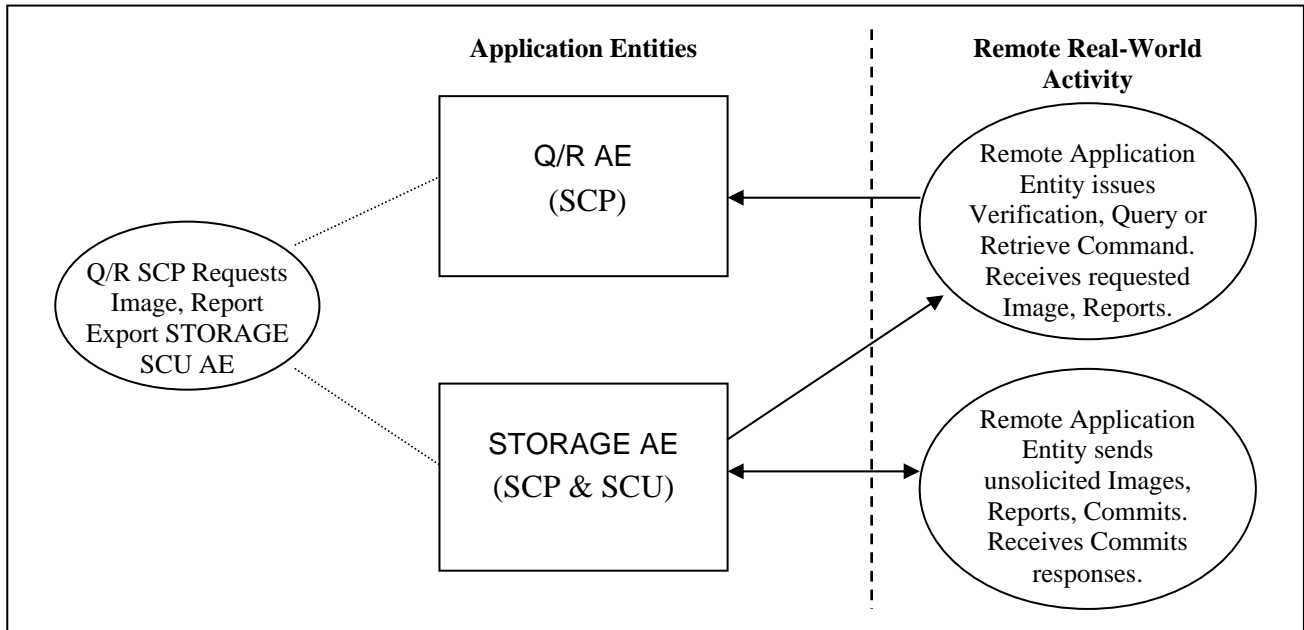 Application Entities
Remote Real-World
Activity
Q/R AE
(SCP)
Remote Application
Entity issues
Verification, Query or
Retrieve Command.
Receives requested
Image, Reports.
Q/R SCP Requests
Image, Report
Export STORAGE
SCU AE
STORAGE AE
(SCP & SCU)
Remote Application
Entity sends
unsolicited Images,
Reports, Commits.
Receives Commits
responses.